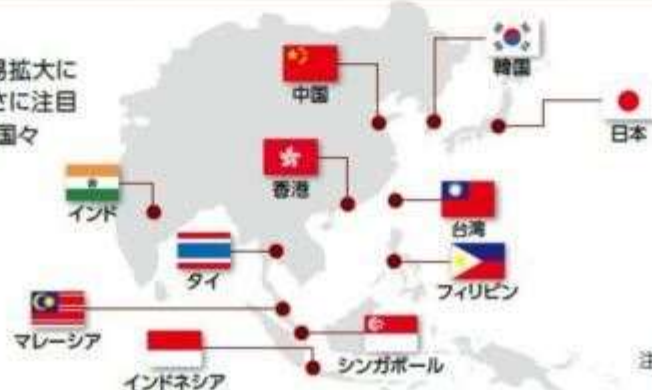 易拡大に
さに注目
国々
中国
韓国
日本
香港
インド
台湾
タイ
フィリピン
マレーシア
シンガポール
インドネシア
注